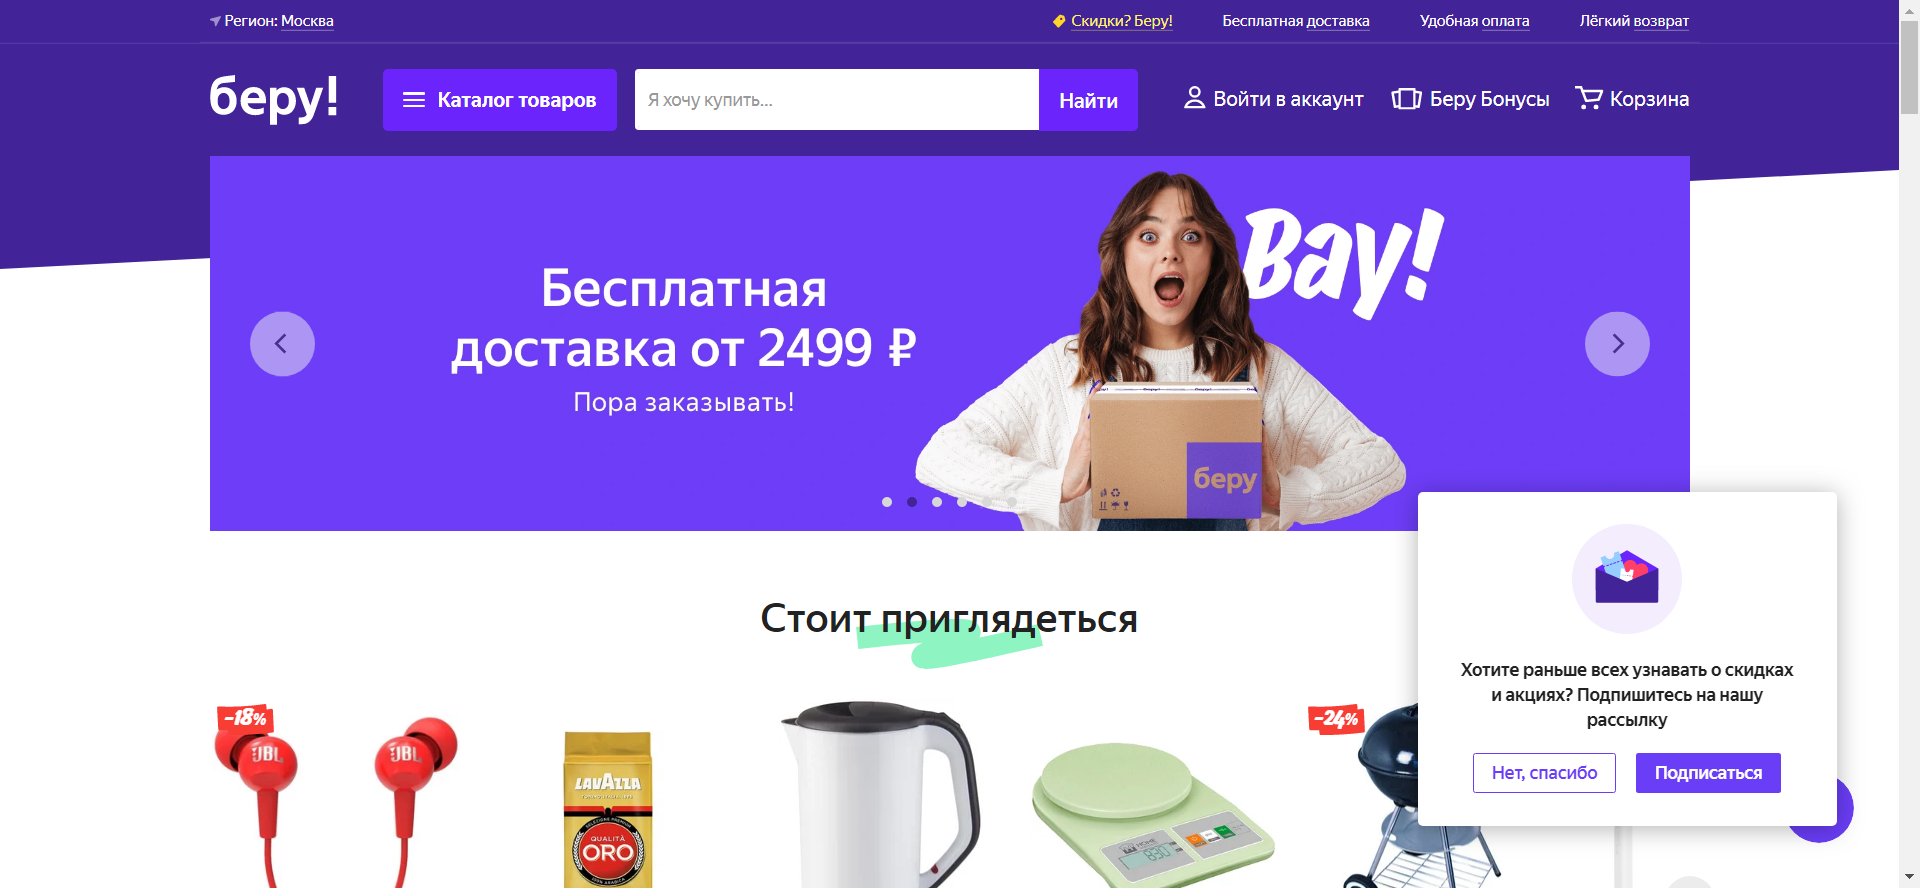 Регион: Москва
Скидки? Беру!
Бесплатная доставка
Удобная оплата
Лёгкий возврат
беру!
Каталог товаров
Я хочу купить...
Найти
Войти в аккаунт
Беру Бонусы
Корзина
Вау!
Бесплатная
доставка от 2499 ₽
Пора заказывать!
беру
Стоит приглядеться
-18%
JBL
JBL
LAVAZZA
QUALITÀ
ORO
HOME
-24%
Хотите раньше всех узнавать о скидках
и акциях? Подпишитесь на нашу
рассылку
Нет, спасибо
Подписаться